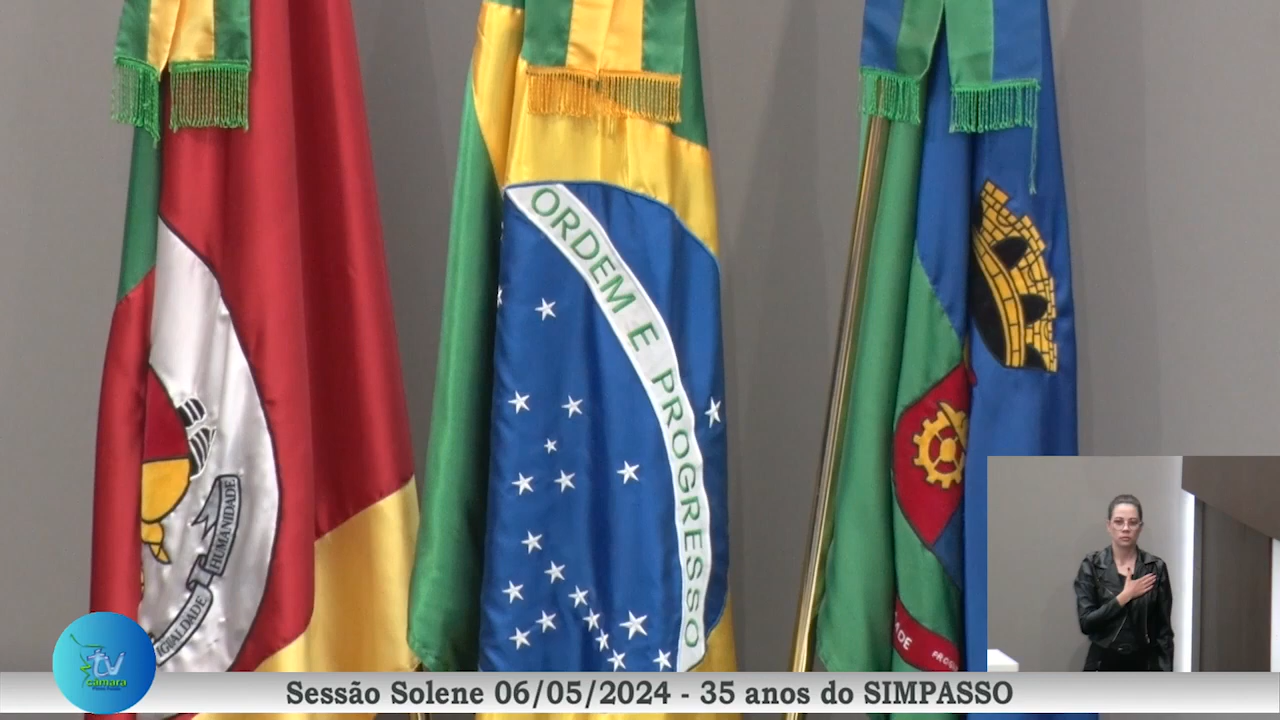 ORDEM E PROGRESSO
HUMANIDADE
IGUALDADE
tv
câmara
Sessão Solene 06/05/2024 - 35 anos do SIMPASSO